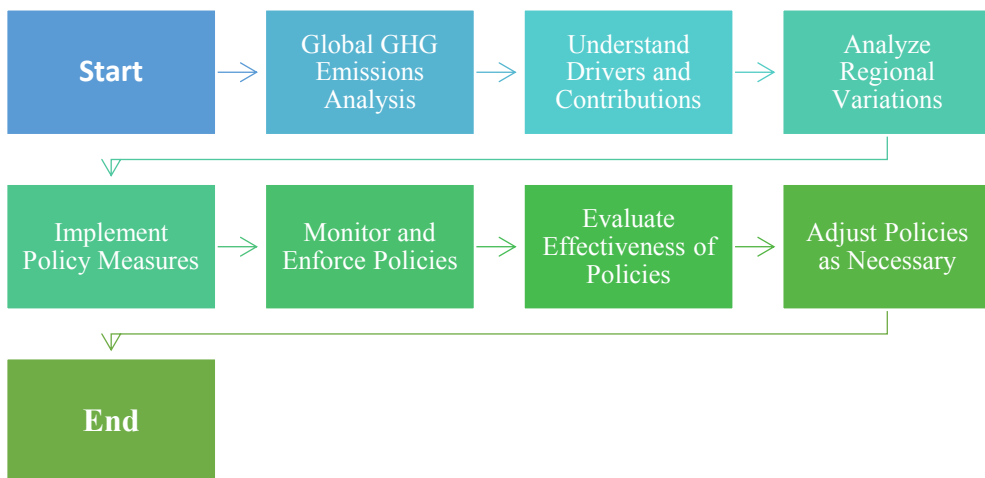 Start
Global GHG
Emissions
Analysis
Understand
Drivers and
Contributions
Analyze
Regional
Variations
Implement
Policy Measures
Monitor and
Enforce Policies
Evaluate
Effectiveness of
Policies
Adjust Policies
as Necessary
End